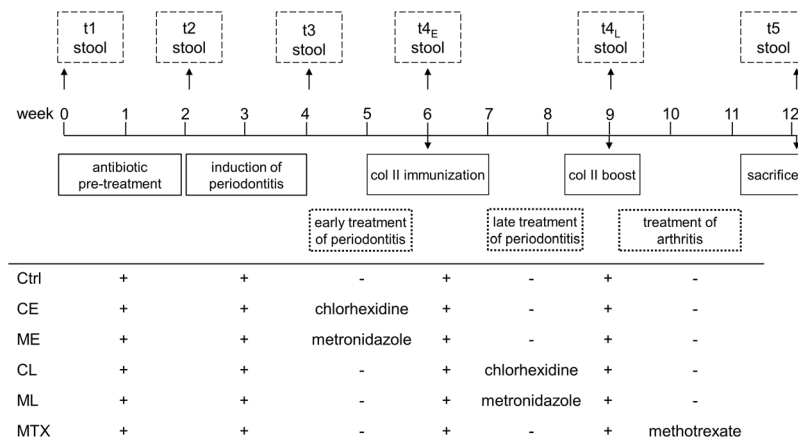 t1 t2 t3 t4E t4L t5
stool stool stool stool stool stool
week 0 1 2 3 4 5 6 7 8 9 10 11 12
antibiotic induction of
col II immunization col II boost sacrifice
pre-treatment periodontitis
early treatment late treatment treatment of
of periodontitis of periodontitis arthritis
Ctrl + + - + - + -
CE + + chlorhexidine + - + -
ME + + metronidazole + - + -
CL + + - + chlorhexidine + -
ML + + - + metronidazole + -
MTX + + - + - + methotrexate